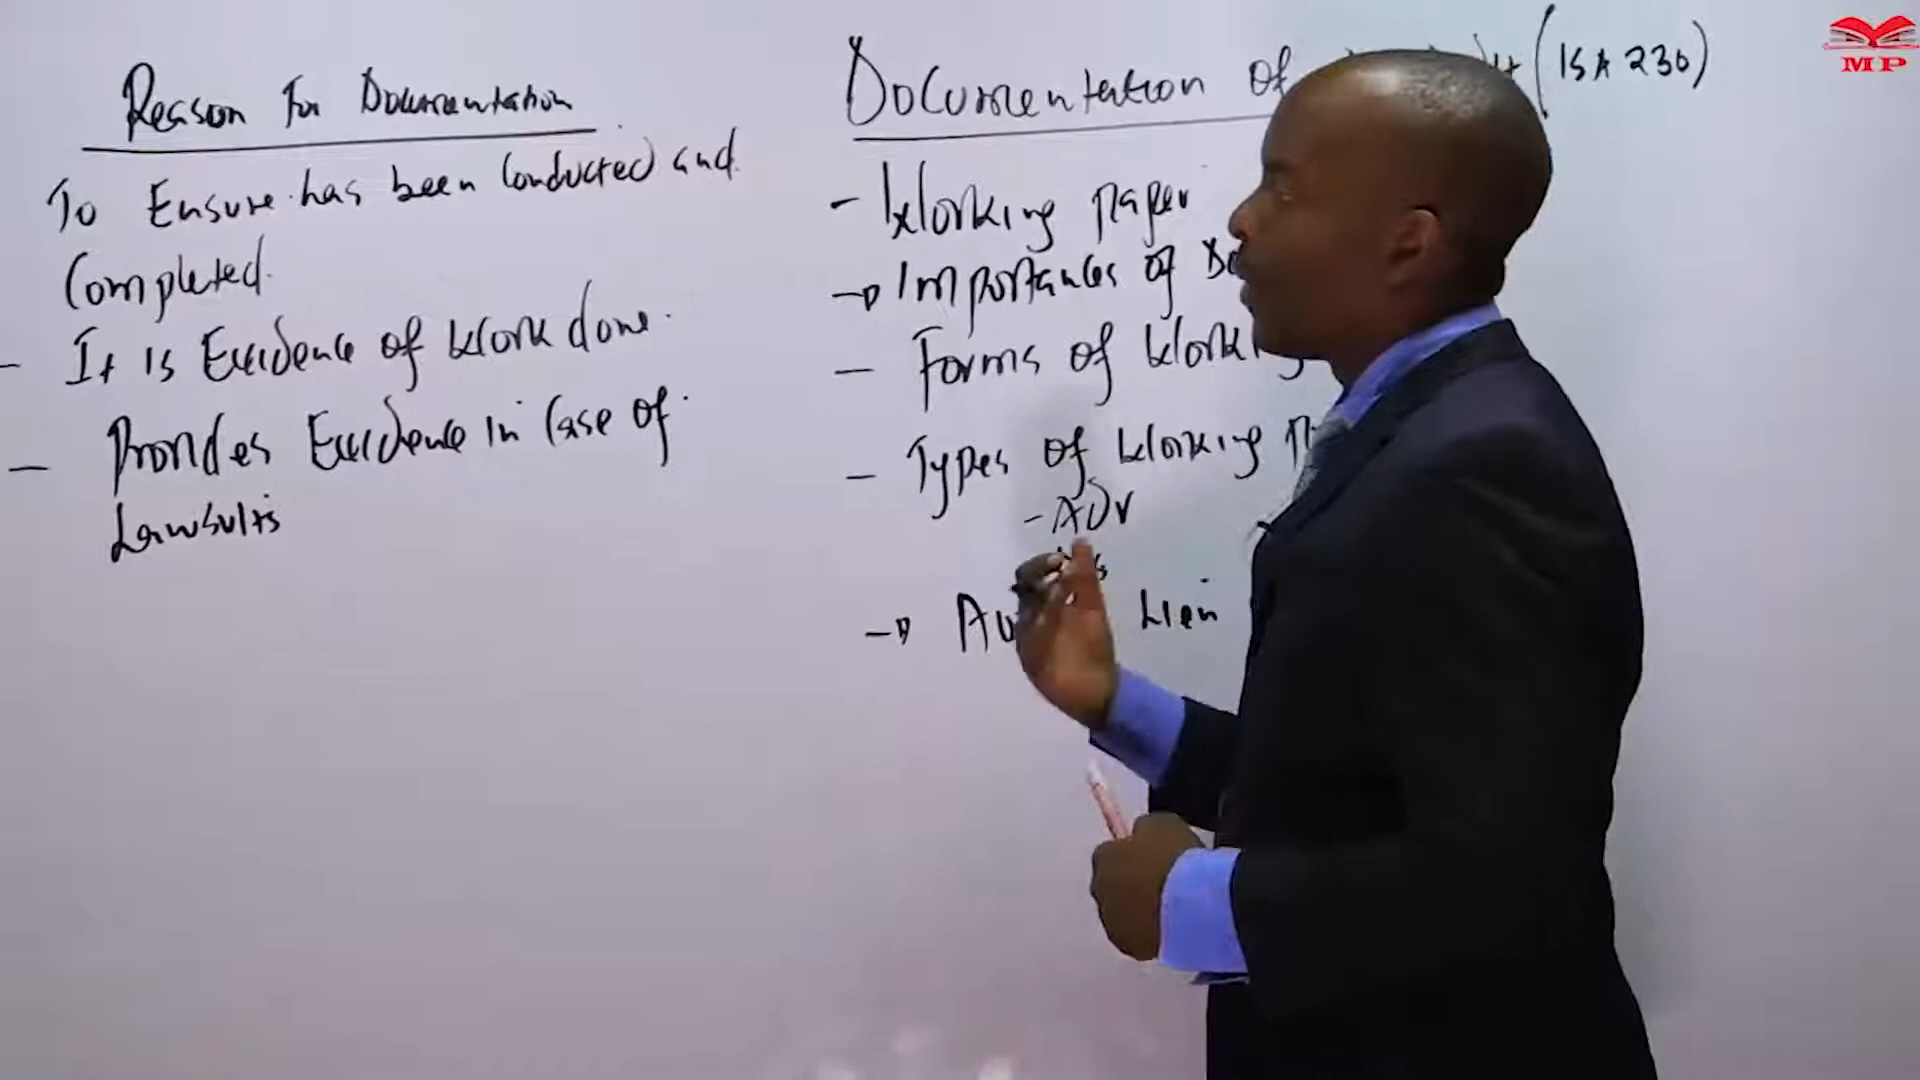 Reason for Documentation
To Ensure has been Conducted and
Completed.
- It is Evidence of work done.
- Provides Evidence in Case of
Lawsuits
Documentation of (ISA 230)
- Working paper
Importances of
- Forms of
- Types of Working
- ADV
Lien
MP